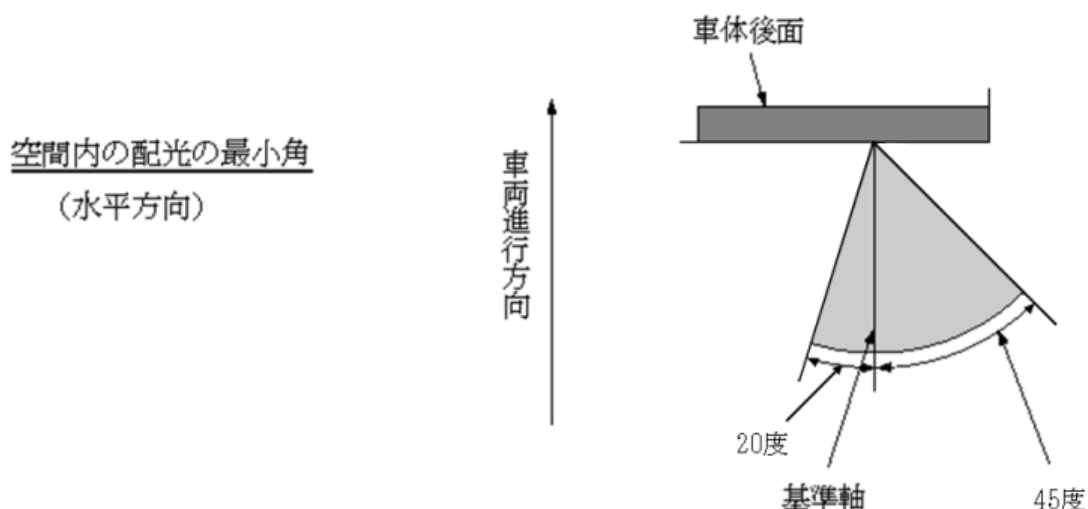 車体後面
空間内の配光の最小角
（水平方向）
車両進行方向
20度
基準軸
45度